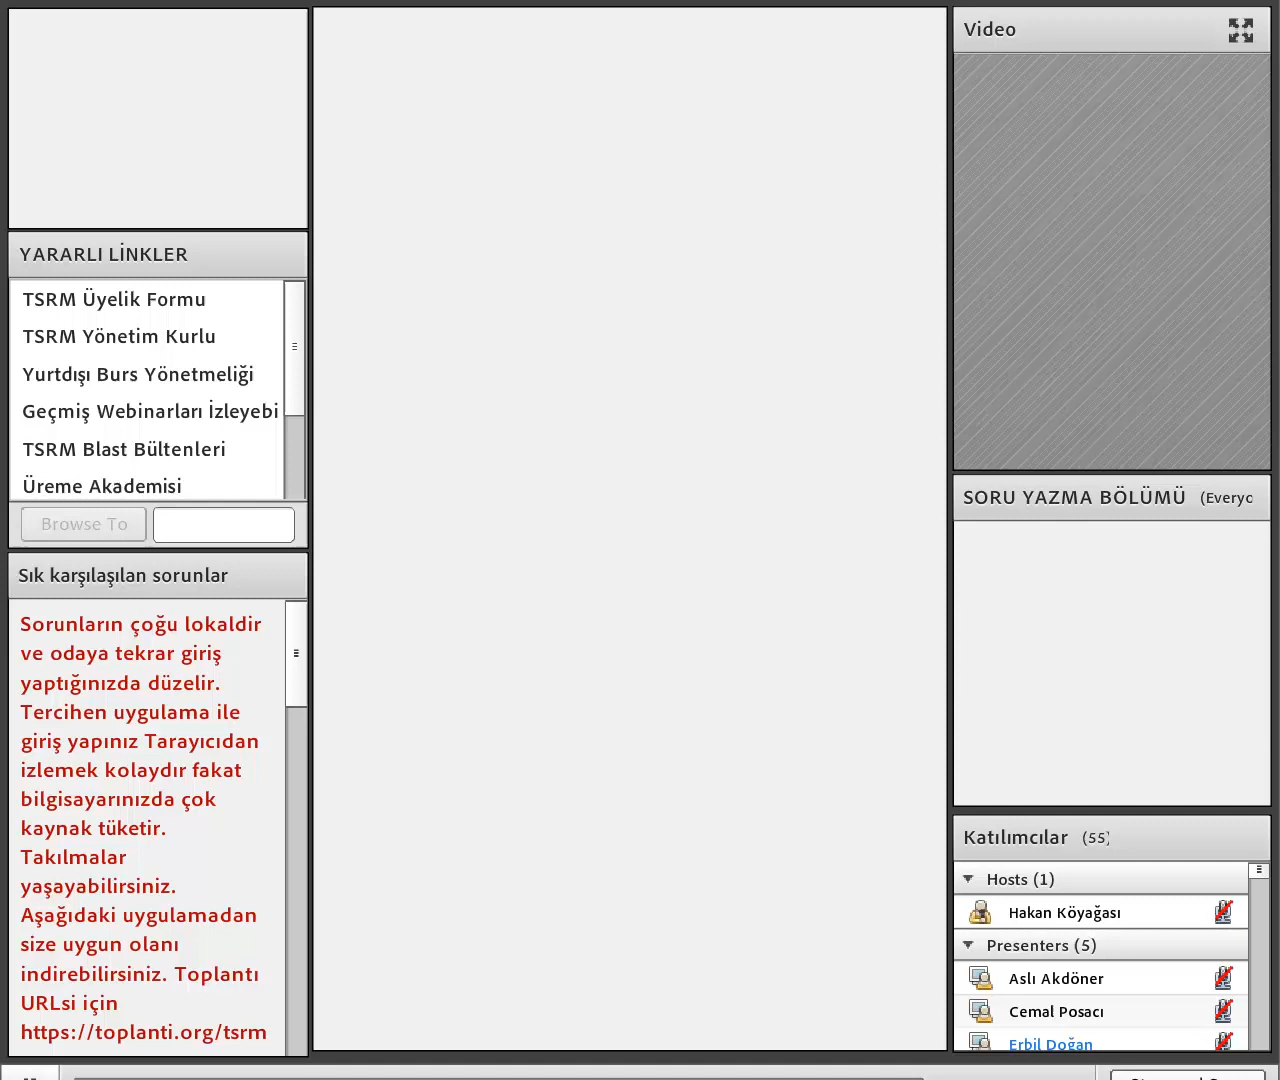 YARARLI LİNKLER
TSRM Üyelik Formu
TSRM Yönetim Kurlu
Yurtdışı Burs Yönetmeliği
Geçmiş Webinarları İzleyebi
TSRM Blast Bültenleri
Üreme Akademisi
Browse To
Sık karşılaşılan sorunlar
Sorunların çoğu lokaldir
ve odaya tekrar giriş
yaptığınızda düzelir.
Tercihen uygulama ile
giriş yapınız Tarayıcıdan
izlemek kolaydır fakat
bilgisayarınızda çok
kaynak tüketir.
Takılmalar
yaşayabilirsiniz.
Aşağıdaki uygulamadan
size uygun olanı
indirebilirsiniz. Toplantı
URLsi için
https://toplanti.org/tsrm
Video
SORU YAZMA BÖLÜMÜ (Everyo
Katılımcılar (55)
Hosts (1)
Hakan Köyağası
Presenters (5)
Aslı Akdöner
Cemal Posacı
Erbil Doğan